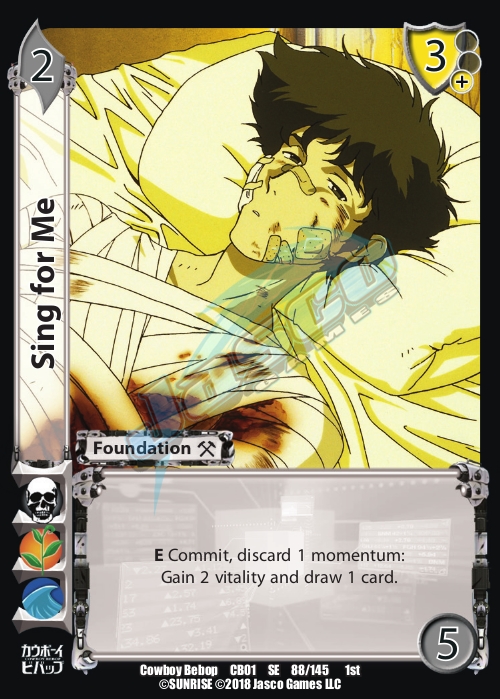 2
3
+
Sing for Me
Foundation
E Commit, discard 1 momentum:
Gain 2 vitality and draw 1 card.
5
カウボーイ
ビバップ
Cowboy Bebop CB01 SE 88/145 1st
©SUNRISE ©2018 Jasco Games LLC